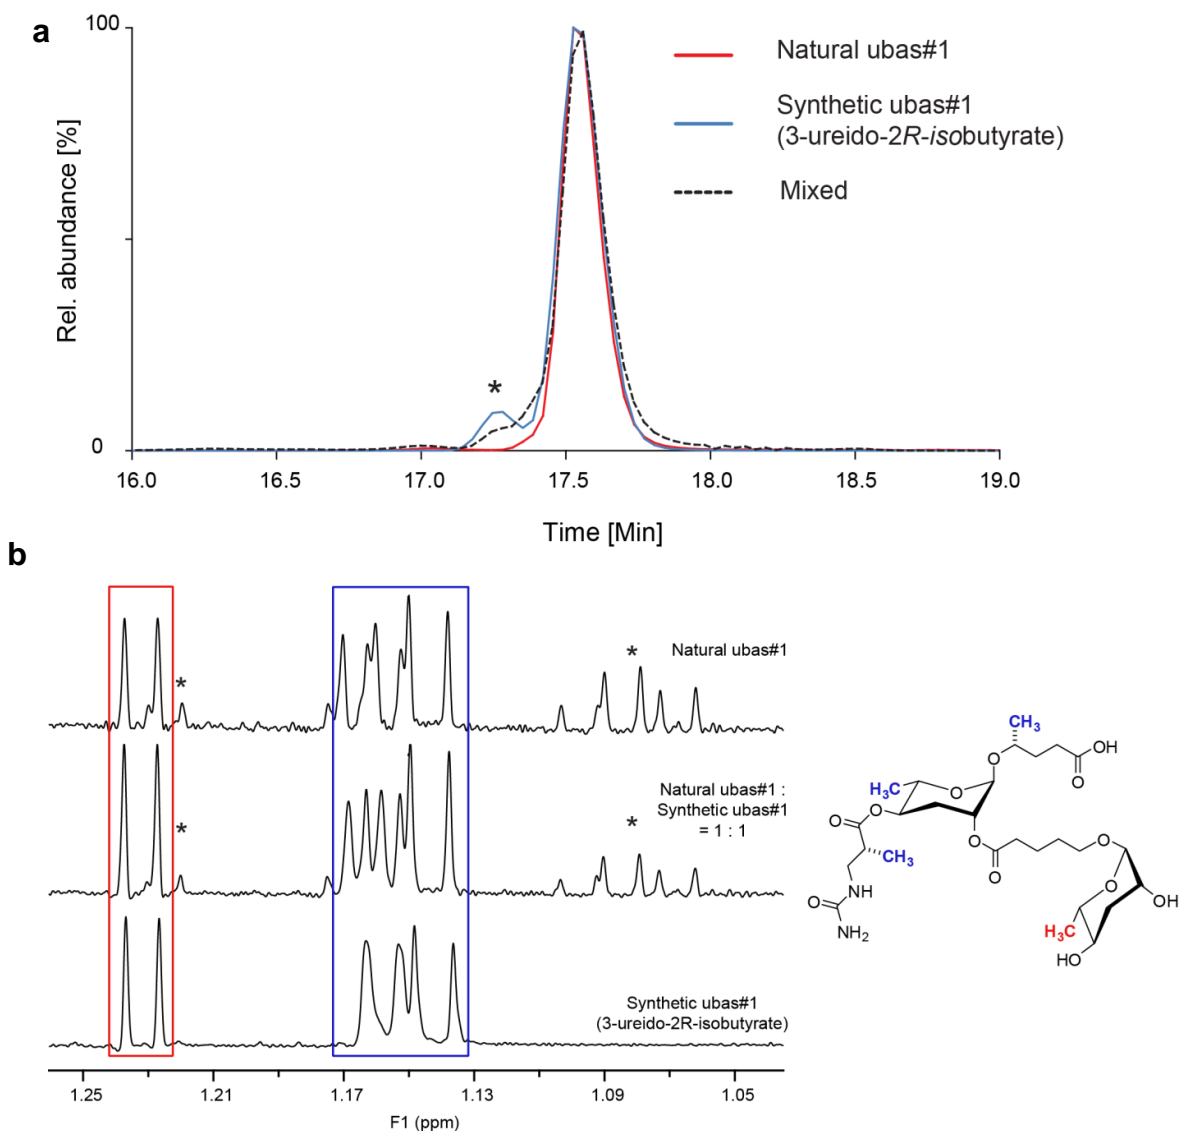 a
100
Rel. abundance [%]
0
*
Natural ubas#1
Synthetic ubas#1
(3-ureido-2R-isobutyrate)
Mixed
16.0 16.5 17.0 17.5 18.0 18.5 19.0
Time [Min]
b
* * Natural ubas#1
* * Natural ubas#1 :
Synthetic ubas#1
= 1 : 1
Synthetic ubas#1
(3-ureido-2R-isobutyrate)
1.25 1.21 1.17 1.13 1.09 1.05
F1 (ppm)
CH3
O
OH
O
H3C
O
O
O
CH3
O
O
O
O
NH
O
NH2
O
OH
H3C
HO